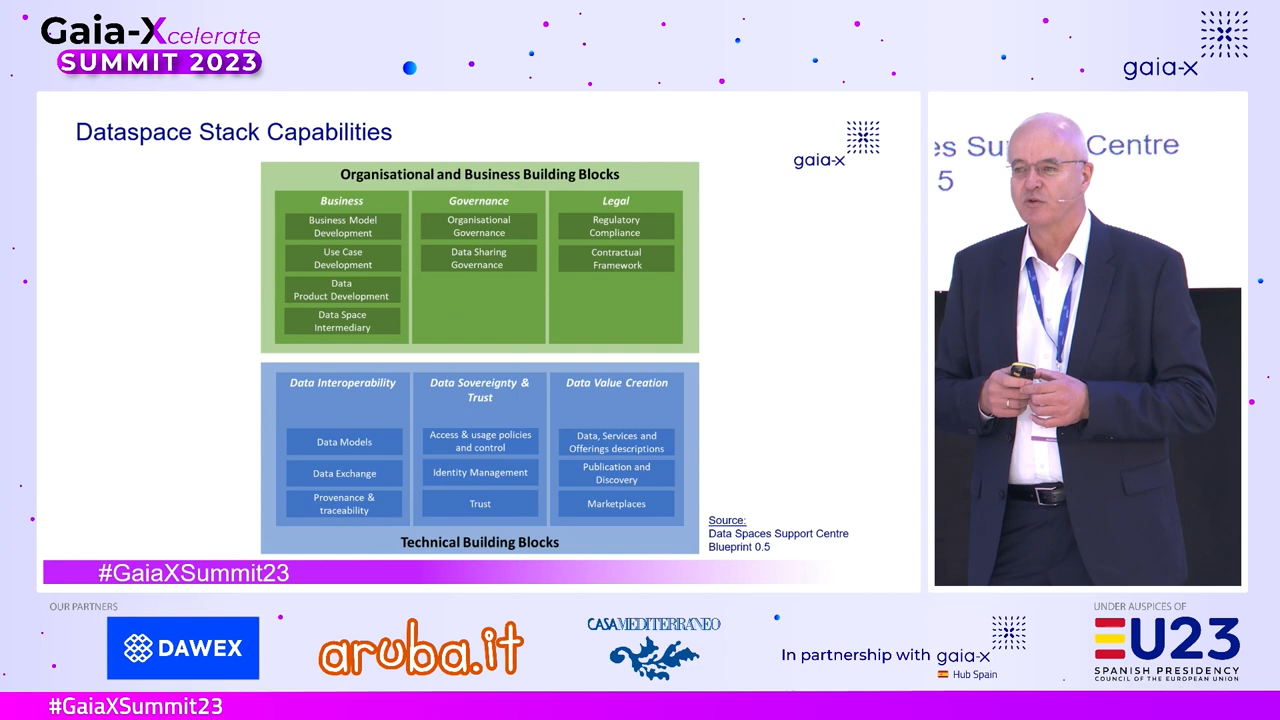 Gaia-Xcelerate
SUMMIT 2023
gaia-x
Dataspace Stack Capabilities
gaia-x
Organisational and Business Building Blocks
Business
Business Model
Development
Use Case
Development
Data
Product Development
Data Space
Intermediary
Governance
Organisational
Governance
Data Sharing
Governance
Legal
Regulatory
Compliance
Contractual
Framework
Data Interoperability
Data Models
Data Exchange
Provenance &
traceability
Data Sovereignty &
Trust
Access & usage policies
and control
Identity Management
Trust
Data Value Creation
Data, Services and
Offerings descriptions
Publication and
Discovery
Marketplaces
Technical Building Blocks
Source:
Data Spaces Support Centre
Blueprint 0.5
#GaiaXSummit23
es Su Centre
5
OUR PARTNERS
DAWEX
aruba.it
CASAMEDITERRANEO
In partnership with gaia-x
Hub Spain
UNDER AUSPICES OF
EU23
SPANISH PRESIDENCY
COUNCIL OF THE EUROPEAN UNION
#GaiaXSummit23